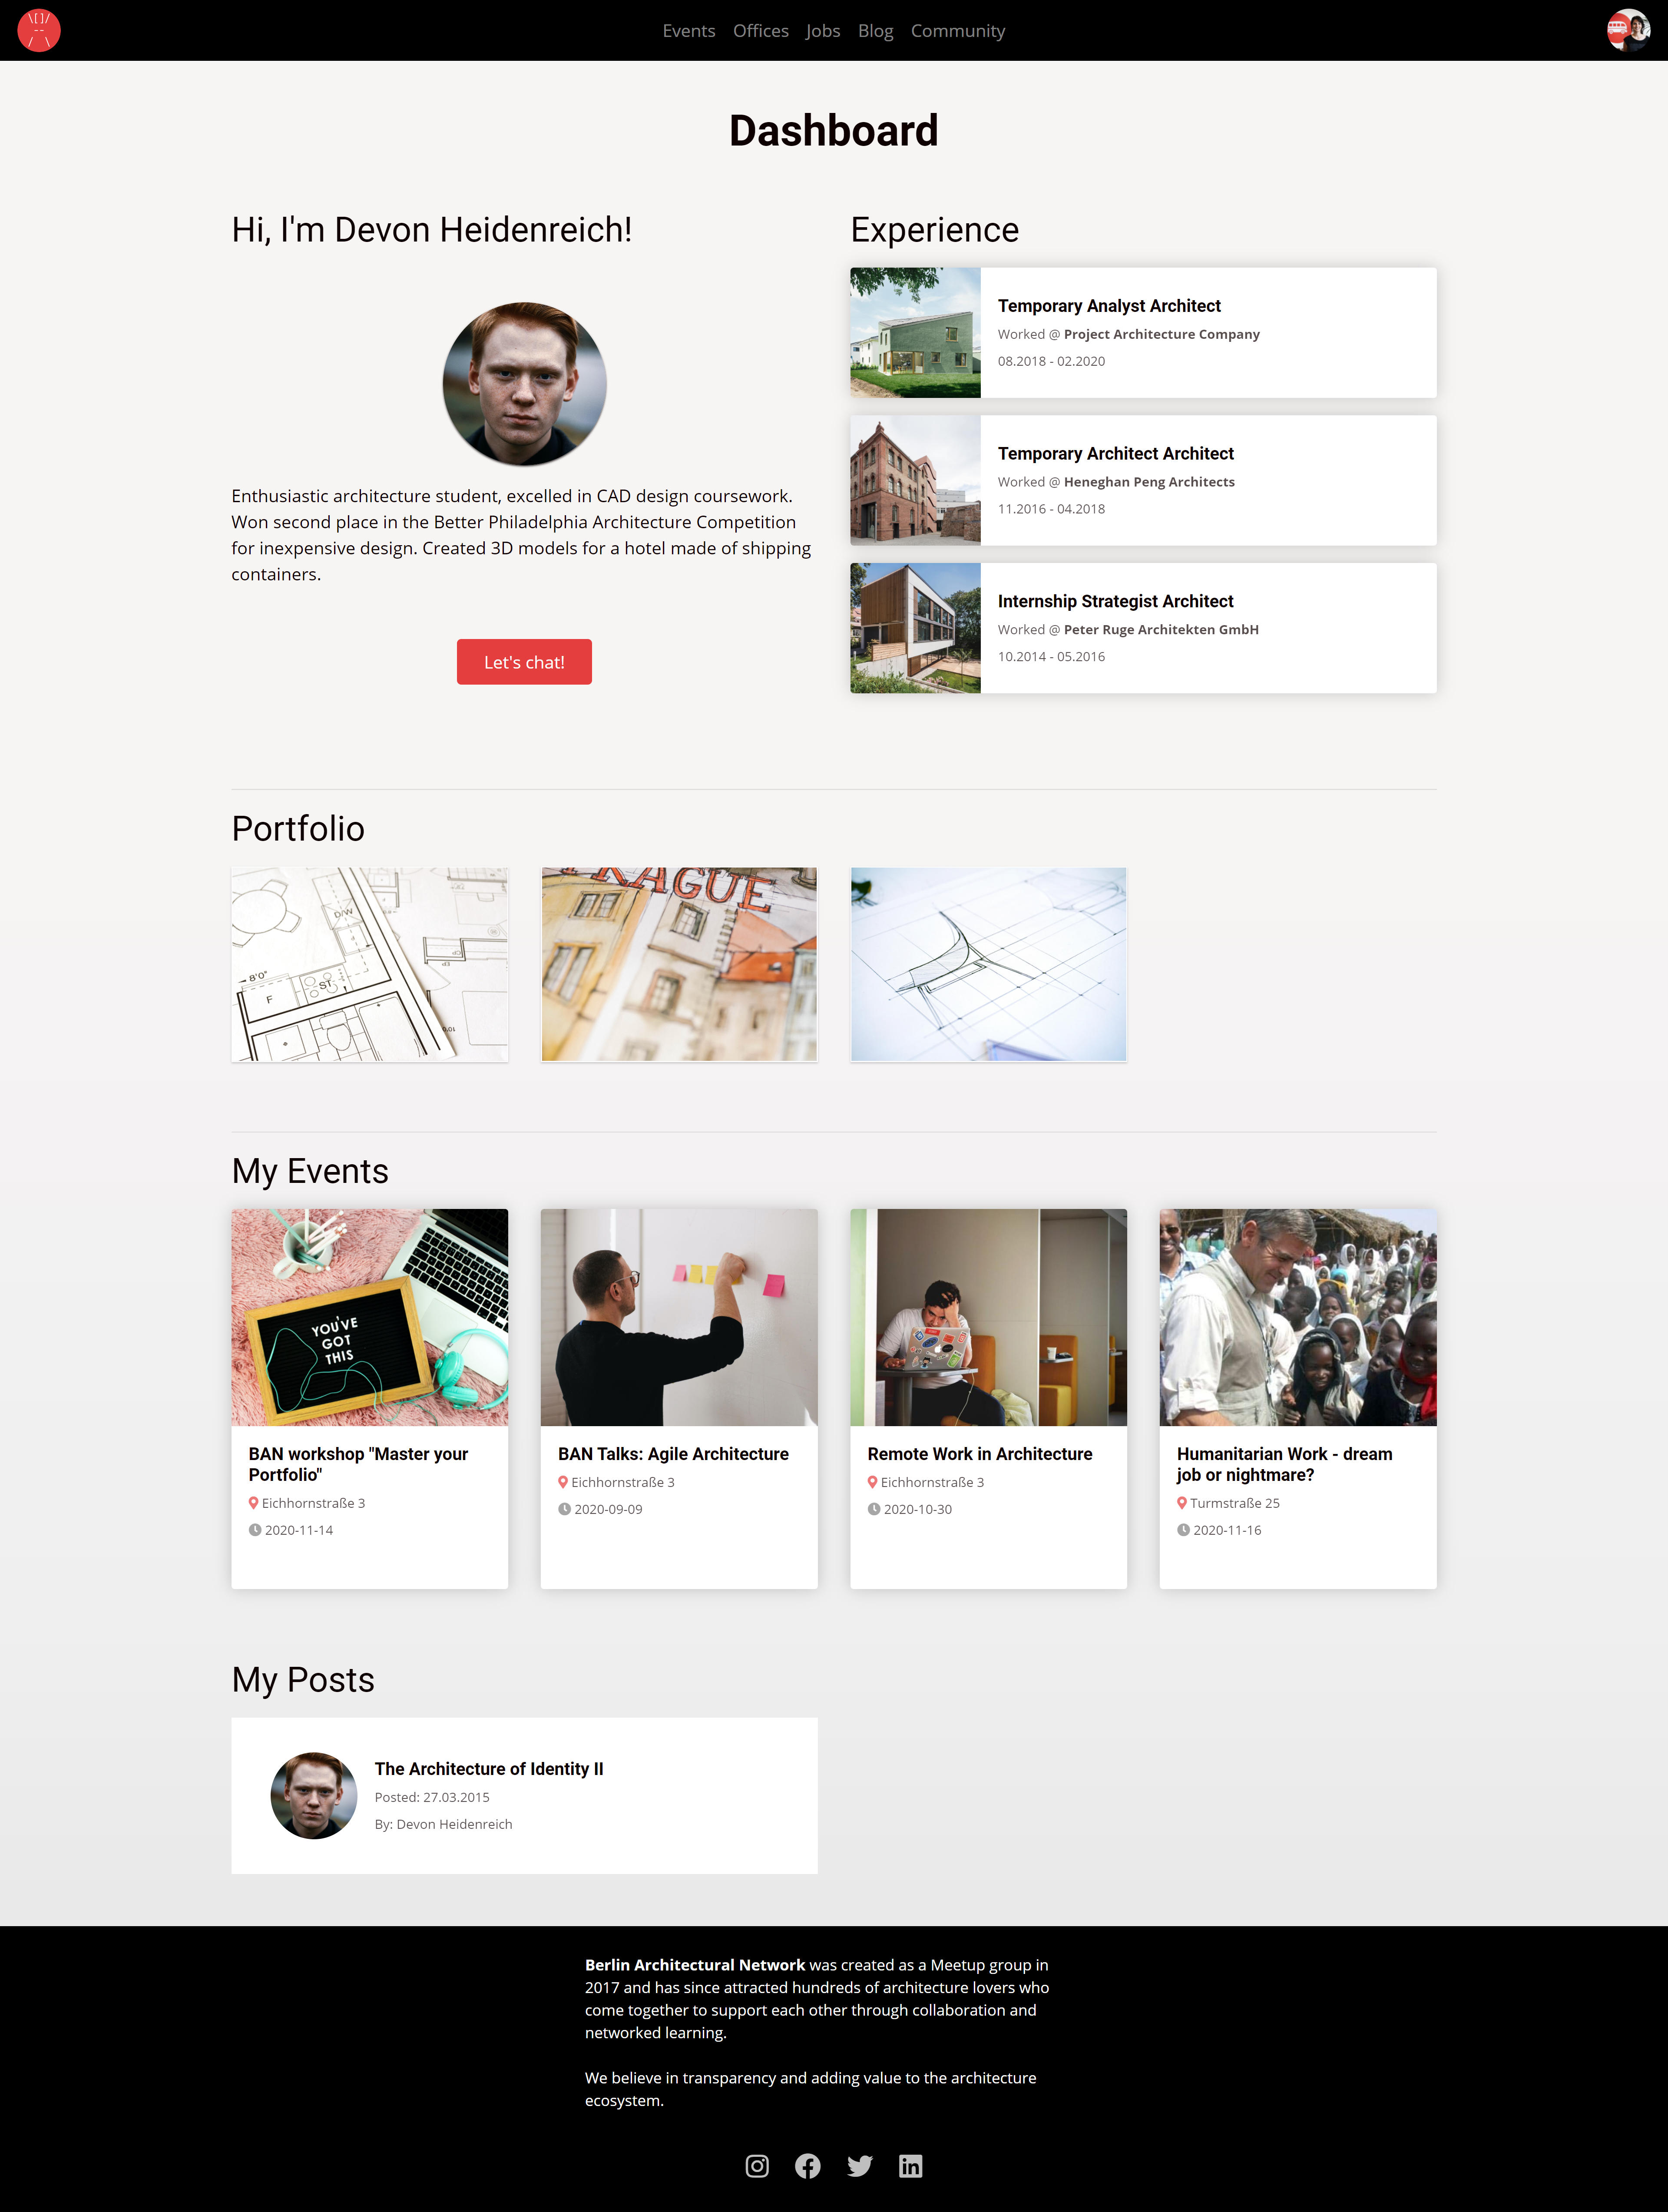 \[]/
--
/ \
Events Offices Jobs Blog Community
Dashboard
Hi, I'm Devon Heidenreich!
Enthusiastic architecture student, excelled in CAD design coursework.
Won second place in the Better Philadelphia Architecture Competition
for inexpensive design. Created 3D models for a hotel made of shipping
containers.
Let's chat!
Experience
Temporary Analyst Architect
Worked @ Project Architecture Company
08.2018 - 02.2020
Temporary Architect Architect
Worked @ Heneghan Peng Architects
11.2016 - 04.2018
Internship Strategist Architect
Worked @ Peter Ruge Architekten GmbH
10.2014 - 05.2016
Portfolio
D/W
8'0"
F
ST
PRAGUE
My Events
YOU'VE
GOT
THIS
BAN workshop "Master your
Portfolio"
Eichhornstraße 3
2020-11-14
BAN Talks: Agile Architecture
Eichhornstraße 3
2020-09-09
Remote Work in Architecture
Eichhornstraße 3
2020-10-30
Humanitarian Work - dream
job or nightmare?
Turmstraße 25
2020-11-16
My Posts
The Architecture of Identity II
Posted: 27.03.2015
By: Devon Heidenreich
Berlin Architectural Network was created as a Meetup group in
2017 and has since attracted hundreds of architecture lovers who
come together to support each other through collaboration and
networked learning.
We believe in transparency and adding value to the architecture
ecosystem.